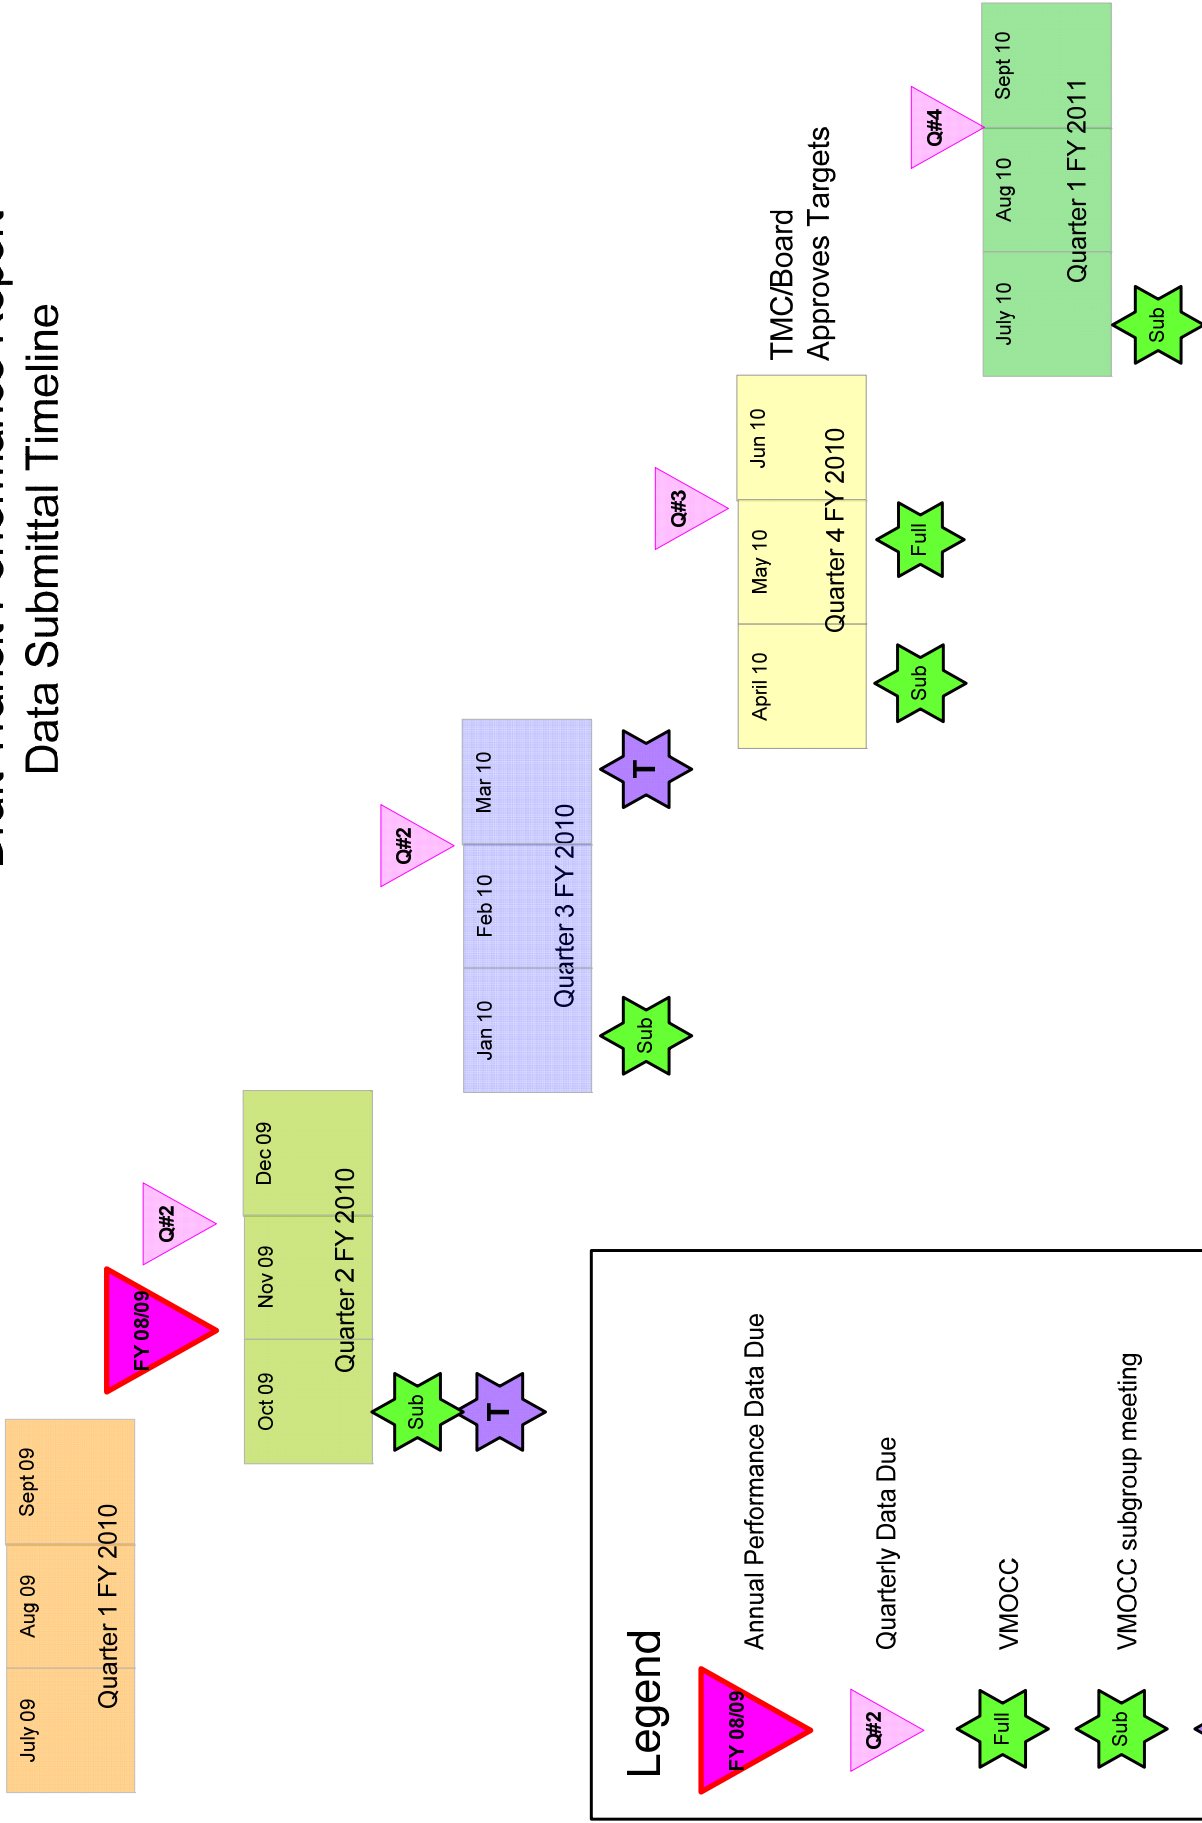 Data Submittal Timeline
July 09
Aug 09
Sept 09
Quarter 1 FY 2010
FY 08/09
Q#2
Oct 09
Nov 09
Dec 09
Quarter 2 FY 2010
Sub
T
Q#2
Jan 10
Feb 10
Mar 10
Quarter 3 FY 2010
Sub
T
Q#3
April 10
May 10
Jun 10
Quarter 4 FY 2010
Sub
Full
TMC/Board
Approves Targets
Q#4
July 10
Aug 10
Sept 10
Quarter 1 FY 2011
Sub
Legend
FY 08/09
Annual Performance Data Due
Q#2
Quarterly Data Due
Full
VMOCC
Sub
VMOCC subgroup meeting